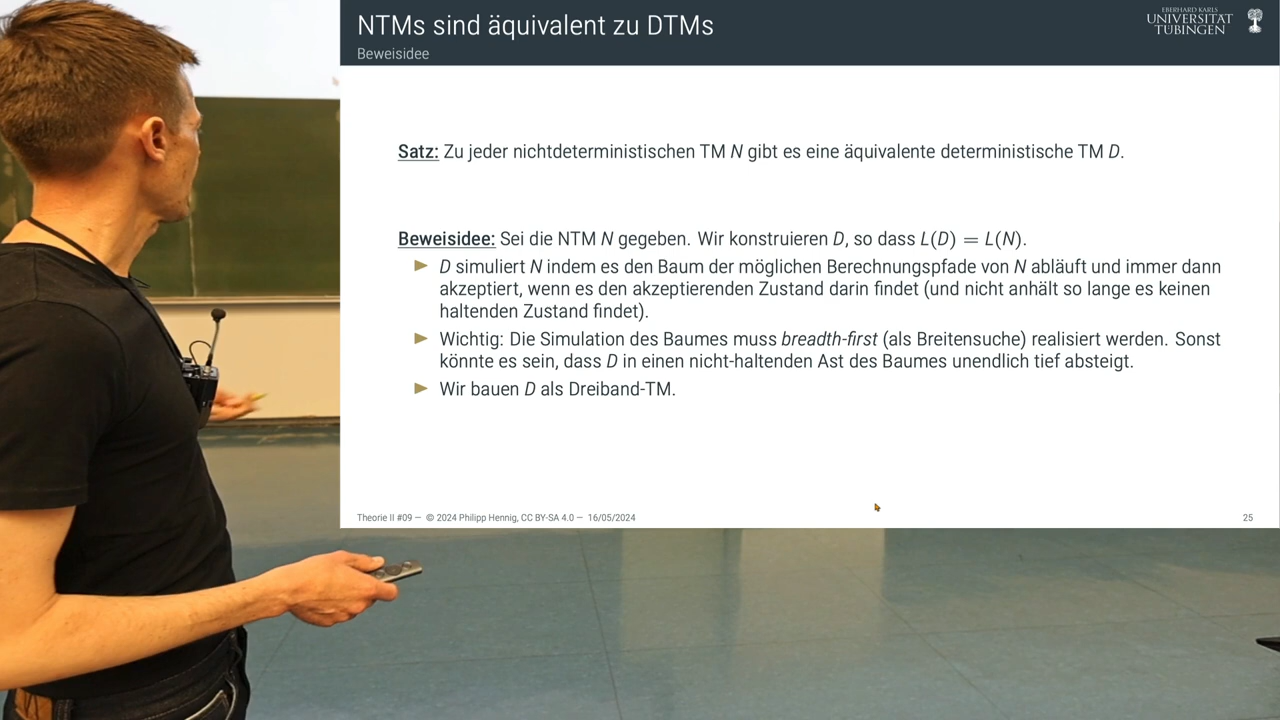 NTMs sind äquivalent zu DTMs
Beweisidee
EBERHARD KARLS
UNIVERSITÄT
TÜBINGEN
Satz: Zu jeder nichtdeterministischen TM N gibt es eine äquivalente deterministische TM D.
Beweisidee: Sei die NTM N gegeben. Wir konstruieren D, so dass L(D) = L(N).
► D simuliert N indem es den Baum der möglichen Berechnungspfade von N abläuft und immer dann
akzeptiert, wenn es den akzeptierenden Zustand darin findet (und nicht anhält so lange es keinen
haltenden Zustand findet).
► Wichtig: Die Simulation des Baumes muss breadth-first (als Breitensuche) realisiert werden. Sonst
könnte es sein, dass D in einen nicht-haltenden Ast des Baumes unendlich tief absteigt.
► Wir bauen D als Dreiband-TM.
Theorie II #09 — © 2024 Philipp Hennig, CC BY-SA 4.0 — 16/05/2024
25